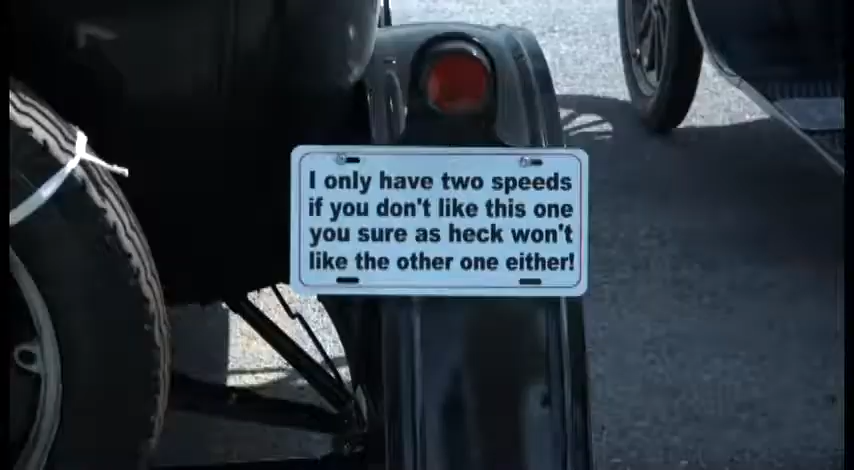 I only have two speeds
if you don't like this one
you sure as heck won't
like the other one either!